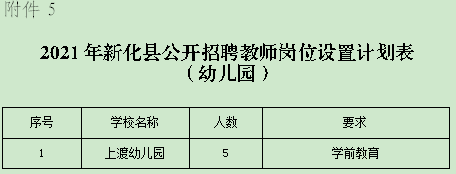 附件 5
2021 年新化县公开招聘教师岗位设置计划表
（幼儿园）
序号 学校名称 人数 要求
1 上渡幼儿园 5 学前教育